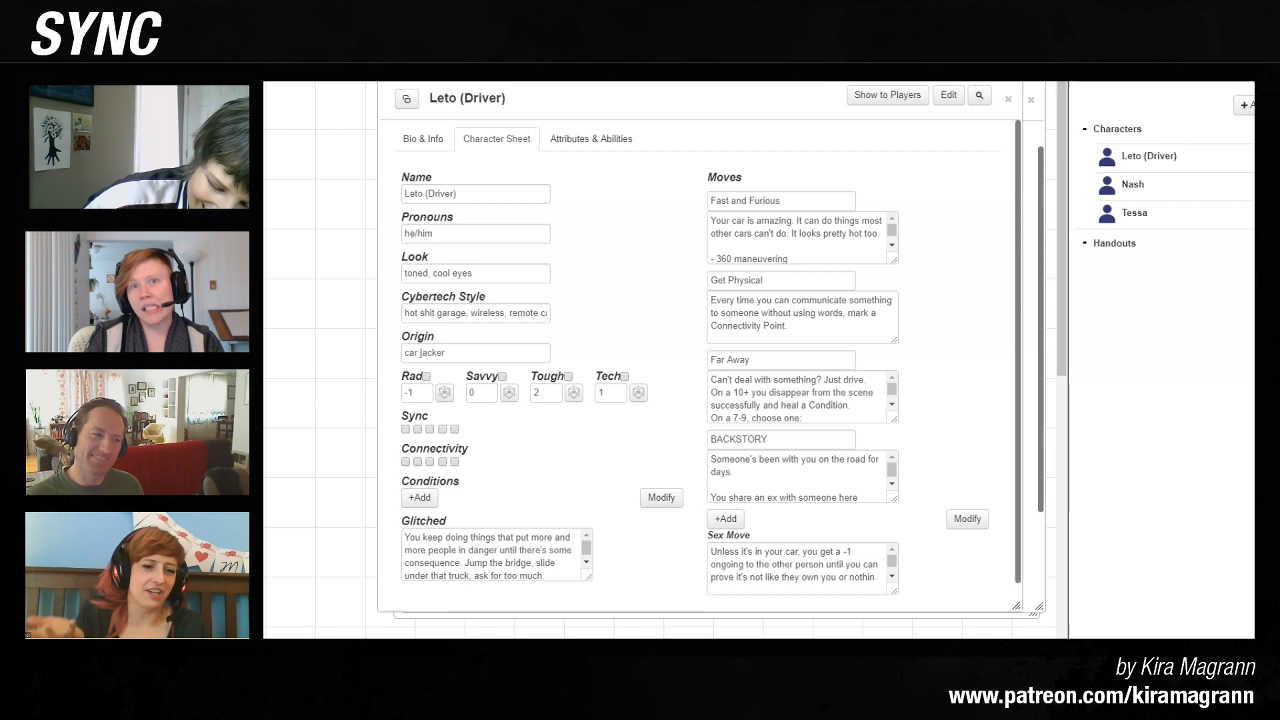 SYNC
Leto (Driver)
Show to Players
Edit
Bio & Info
Character Sheet
Attributes & Abilities
Name
Leto (Driver)
Pronouns
he/him
Look
toned, cool eyes
Cybertech Style
hot shit garage, wireless, remote ca
Origin
car jacker
Rad
Savvy
Tough
Tech
-1
0
2
1
Sync
Connectivity
Conditions
+Add
Modify
Glitched
You keep doing things that put more and
more people in danger until there's some
consequence. Jump the bridge, slide
under that truck, ask for too much.
Moves
Fast and Furious
Your car is amazing. It can do things most
other cars can't do. It looks pretty hot too.
- 360 maneuvering
Get Physical
Every time you can communicate something
to someone without using words, mark a
Connectivity Point.
Far Away
Can't deal with something? Just drive.
On a 10+ you disappear from the scene
successfully and heal a Condition.
On a 7-9, choose one:
BACKSTORY
Someone's been with you on the road for
days.
You share an ex with someone here
+Add
Modify
Sex Move
Unless it's in your car, you get a -1
ongoing to the other person until you can
prove it's not like they own you or nothin.
+ A
Characters
Leto (Driver)
Nash
Tessa
Handouts
by Kira Magrann
www.patreon.com/kiramagrann